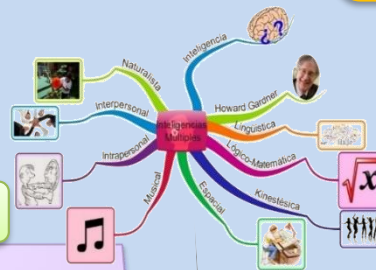 Inteligencia
Howard Gardner
Lingüística
Lógico-Matemática
Kinestésica
Espacial
Musical
Intrapersonal
Interpersonal
Naturalista
Inteligencias
Múltiples